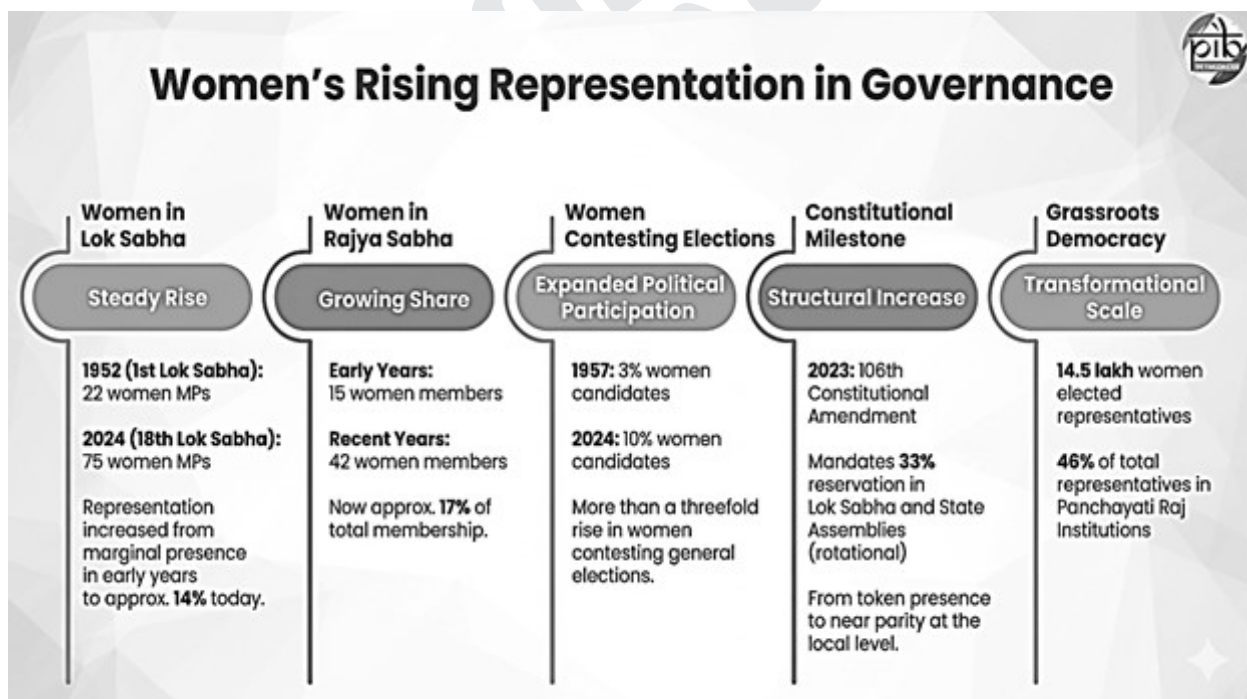 pib
Women's Rising Representation in Governance
Women in
Lok Sabha
Steady Rise
1952 (1st Lok Sabha):
22 women MPs
2024 (18th Lok Sabha):
75 women MPs
Representation
increased from
marginal presence
in early years
to approx. 14% today.
Women in
Rajya Sabha
Growing Share
Early Years:
15 women members
Recent Years:
42 women members
Now approx. 17% of
total membership.
Women
Contesting Elections
Expanded Political
Participation
1957: 3% women
candidates
2024: 10% women
candidates
More than a threefold
rise in women
contesting general
elections.
Constitutional
Milestone
Structural Increase
2023: 106th
Constitutional
Amendment
Mandates 33%
reservation in
Lok Sabha and State
Assemblies
(rotational)
From token presence
to near parity at the
local level.
Grassroots
Democracy
Transformational
Scale
14.5 lakh women
elected
representatives
46% of total
representatives in
Panchayati Raj
Institutions